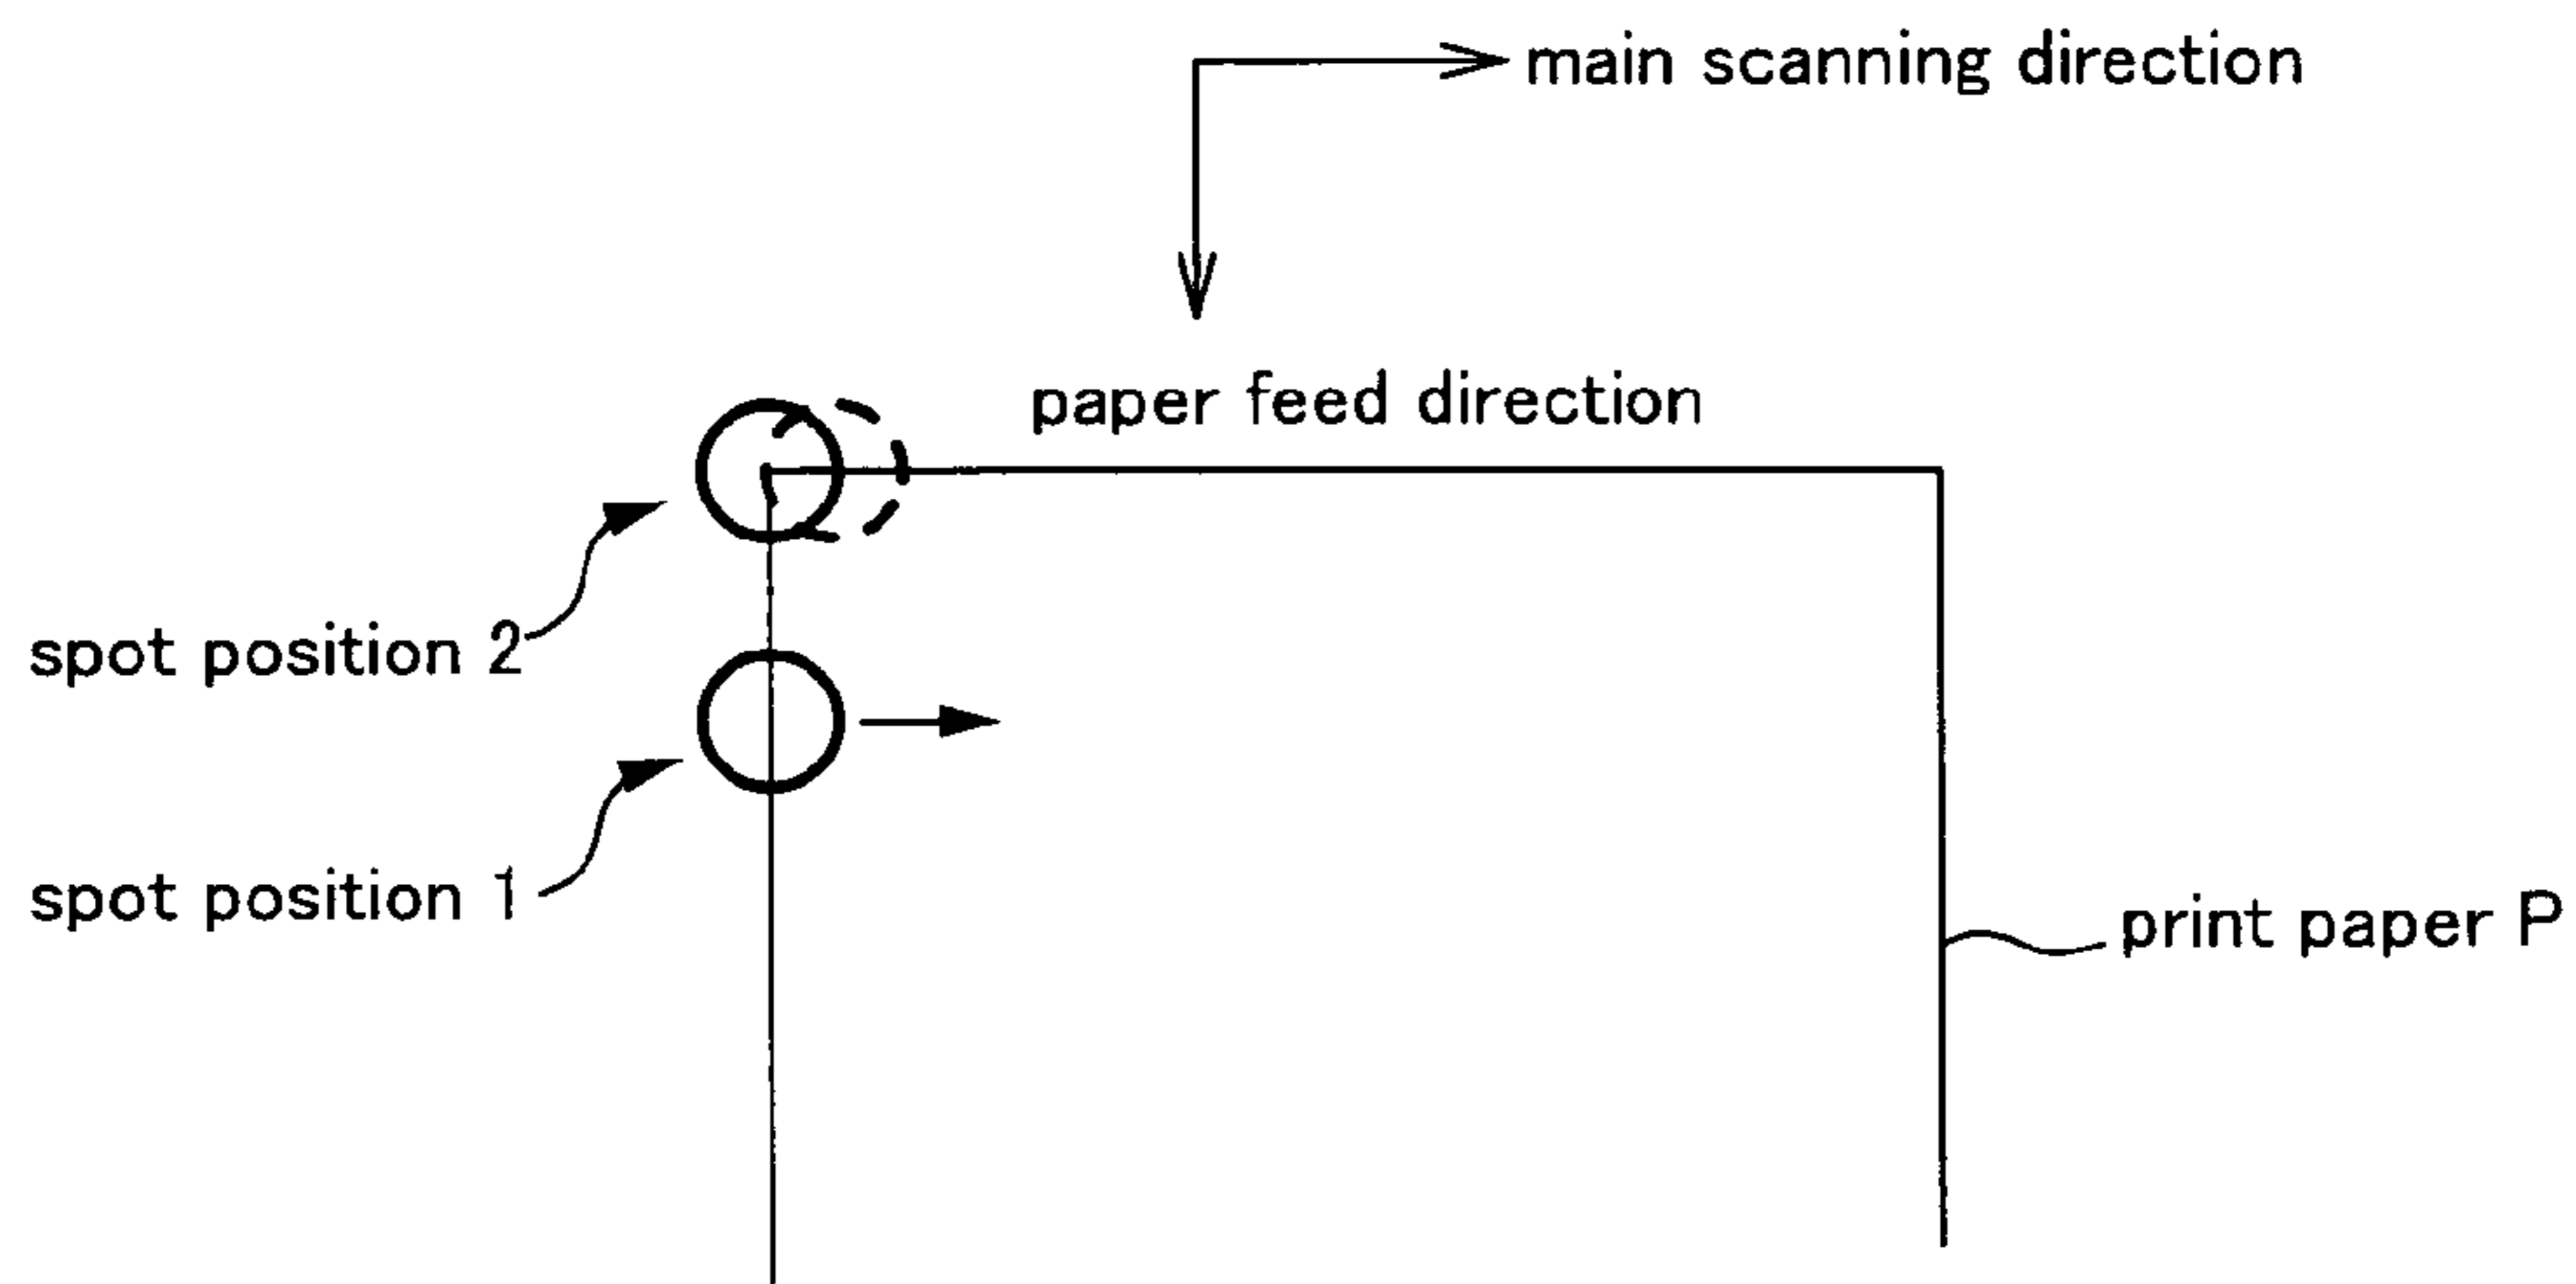 main scanning direction
paper feed direction
spot position 2
spot position 1
print paper P